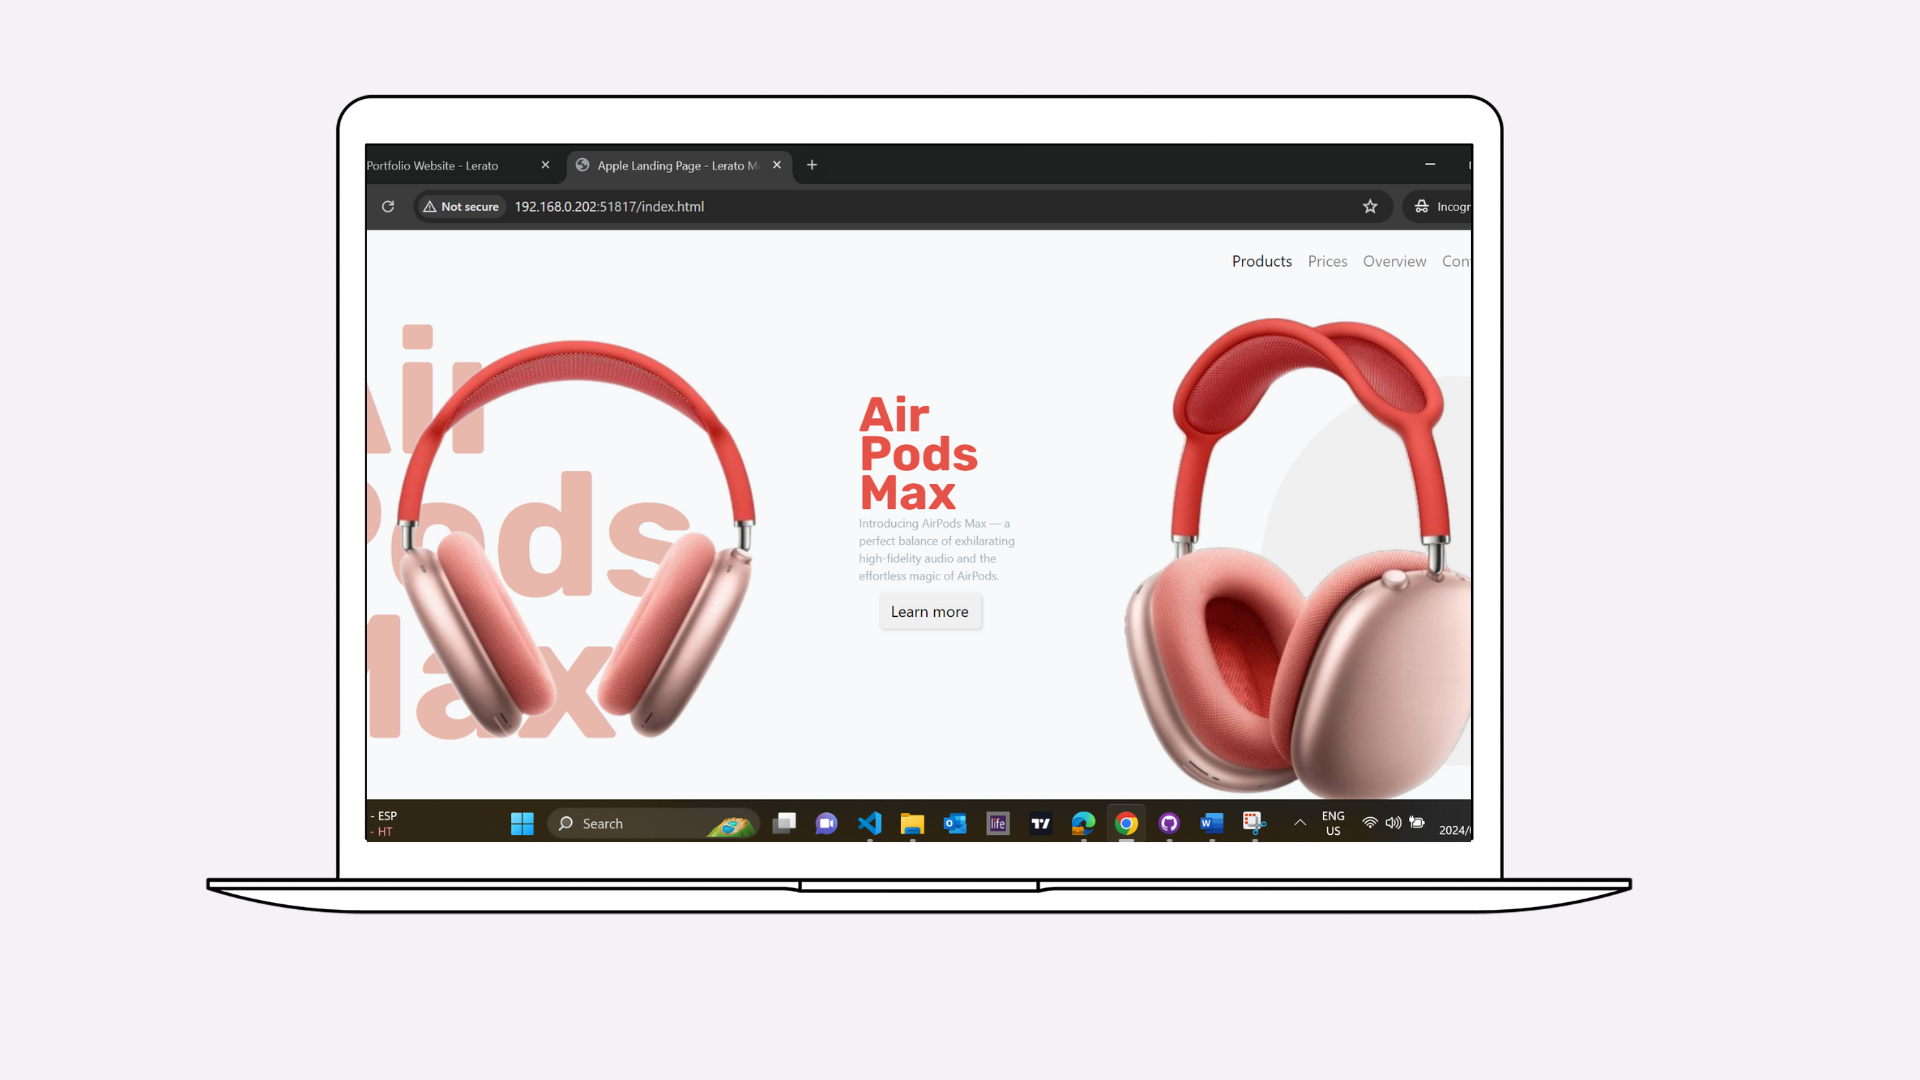 Portfolio Website - Lerato
Apple Landing Page - Lerato M
Not secure
192.168.0.202:51817/index.html
Incogr
Products
Prices
Overview
Con
Air
Pods
Max
Air
Pods
Max
Introducing AirPods Max — a
perfect balance of exhilarating
high-fidelity audio and the
effortless magic of AirPods.
Learn more
- ESP
- HT
Search
life
ENG
US
2024/